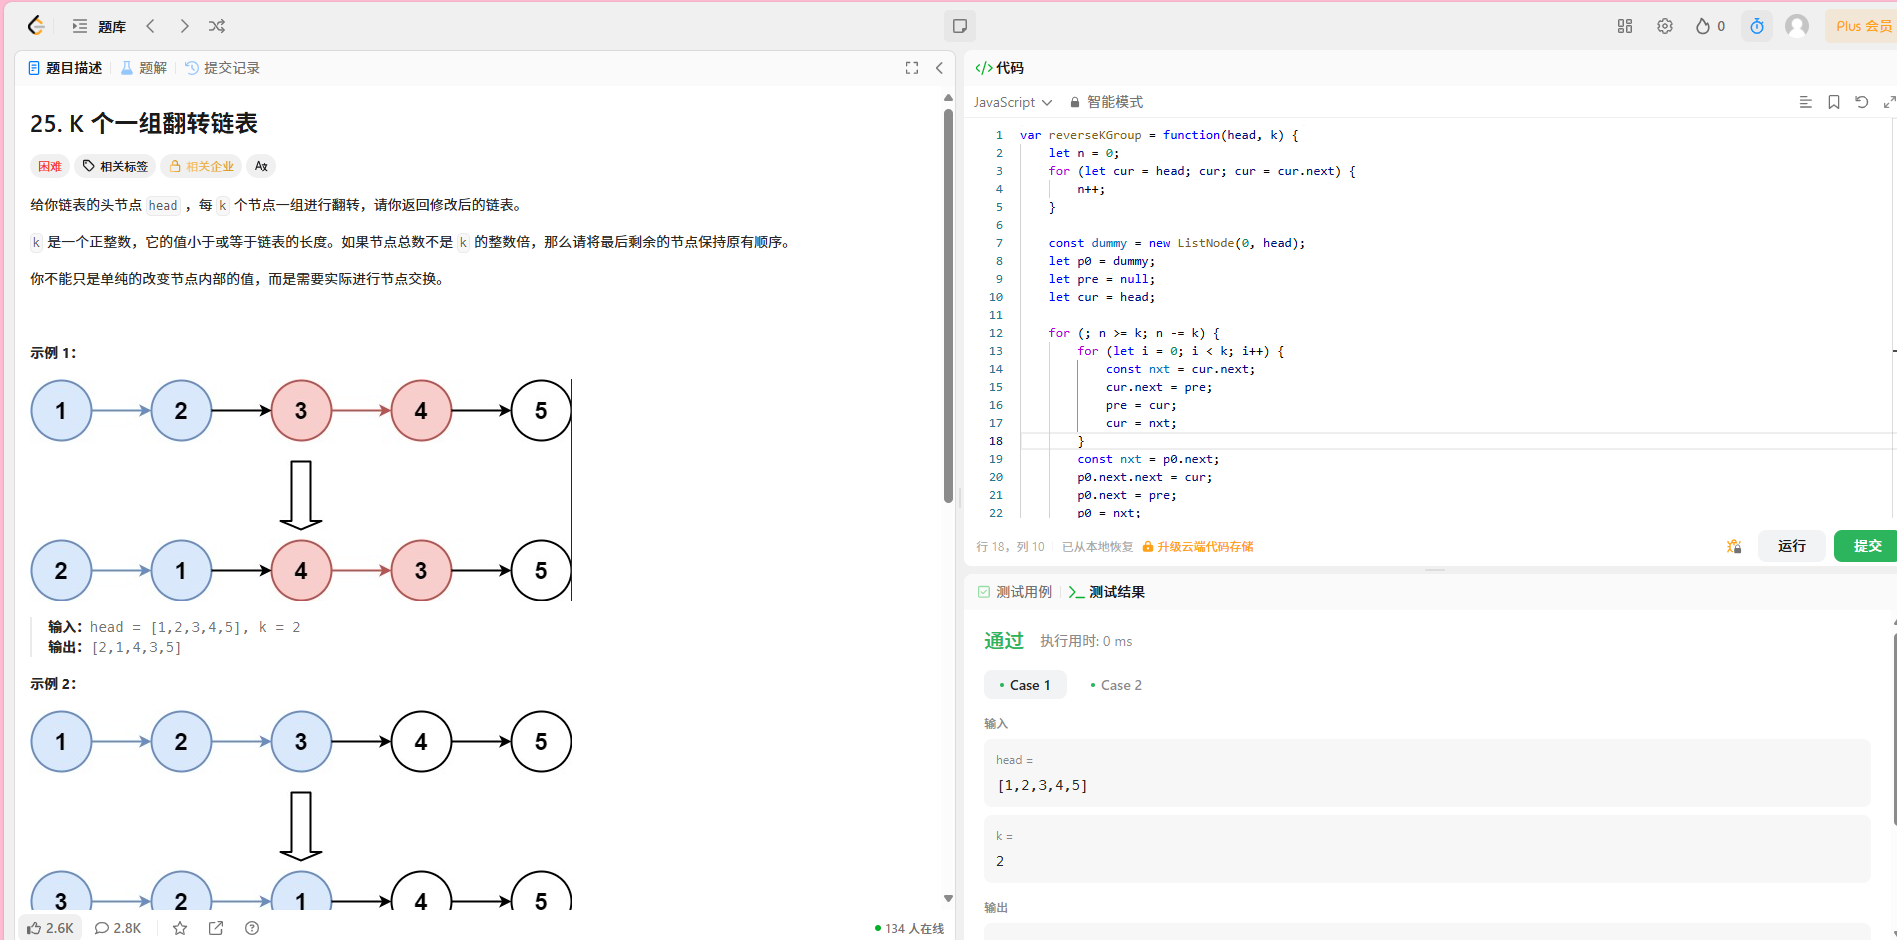 题库
0
Plus 会员
题目描述
题解
提交记录
25. K 个一组翻转链表
困难
相关标签
相关企业
给你链表的头节点 head ，每 k 个节点一组进行翻转，请你返回修改后的链表。
k 是一个正整数，它的值小于或等于链表的长度。如果节点总数不是 k 的整数倍，那么请将最后剩余的节点保持原有顺序。
你不能只是单纯的改变节点内部的值，而是需要实际进行节点交换。
示例 1：
1 2 3 4 5
2 1 4 3 5
输入：head = [1,2,3,4,5], k = 2
输出：[2,1,4,3,5]
示例 2：
1 2 3 4 5
3 2 1 4 5
2.6K
2.8K
134 人在线
</> 代码
JavaScript
智能模式
1 var reverseKGroup = function(head, k) {
2     let n = 0;
3     for (let cur = head; cur; cur = cur.next) {
4         n++;
5     }
6
7     const dummy = new ListNode(0, head);
8     let p0 = dummy;
9     let pre = null;
10     let cur = head;
11
12     for (; n >= k; n -= k) {
13         for (let i = 0; i < k; i++) {
14             const nxt = cur.next;
15             cur.next = pre;
16             pre = cur;
17             cur = nxt;
18         }
19         const nxt = p0.next;
20         p0.next.next = cur;
21         p0.next = pre;
22         p0 = nxt;
行 18，列 10
已从本地恢复
升级云端代码存储
运行
提交
测试用例
测试结果
通过
执行用时: 0 ms
Case 1
Case 2
输入
head =
[1,2,3,4,5]
k =
2
输出